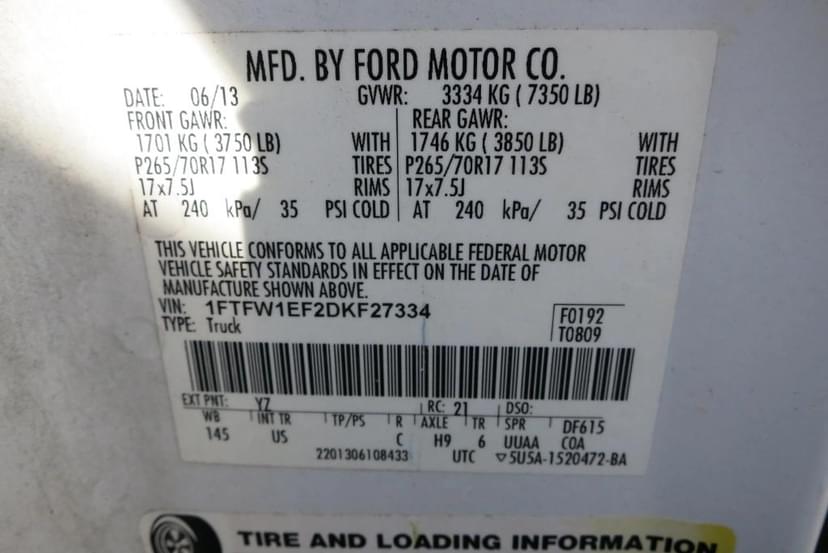 MFD. BY FORD MOTOR CO.
DATE: 06/13 GVWR: 3334 KG ( 7350 LB)
FRONT GAWR: REAR GAWR:
1701 KG ( 3750 LB) WITH 1746 KG ( 3850 LB) WITH
P265/70R17 113S TIRES P265/70R17 113S TIRES
17x7.5J RIMS 17x7.5J RIMS
AT 240 kPa/ 35 PSI COLD AT 240 kPa/ 35 PSI COLD
THIS VEHICLE CONFORMS TO ALL APPLICABLE FEDERAL MOTOR
VEHICLE SAFETY STANDARDS IN EFFECT ON THE DATE OF
MANUFACTURE SHOWN ABOVE.
VIN: 1FTFW1EF2DKF27334 F0192
TYPE: Truck T0809
EXT PNT: YZ RC: 21 DSO:
WB INT TR TP/PS R AXLE TR SPR DF615
145 US C H9 6 UUAA COA
2201306108433 UTC ▽5U5A-1520472-BA
TIRE AND LOADING INFORMATION